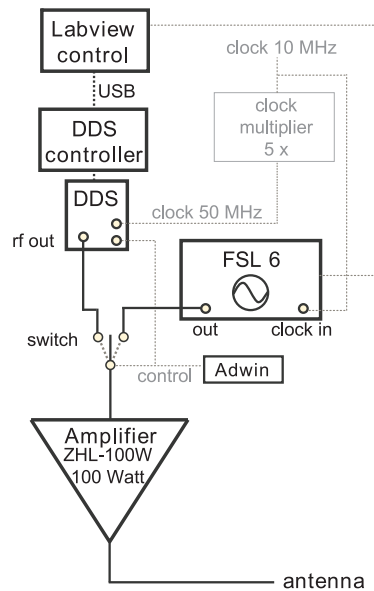 Labview
control
clock 10 MHz
USB
clock
multiplier
5 x
DDS
controller
DDS
clock 50 MHz
rf out
FSL 6
out
clock in
switch
control
Adwin
Amplifier
ZHL-100W
100 Watt
antenna